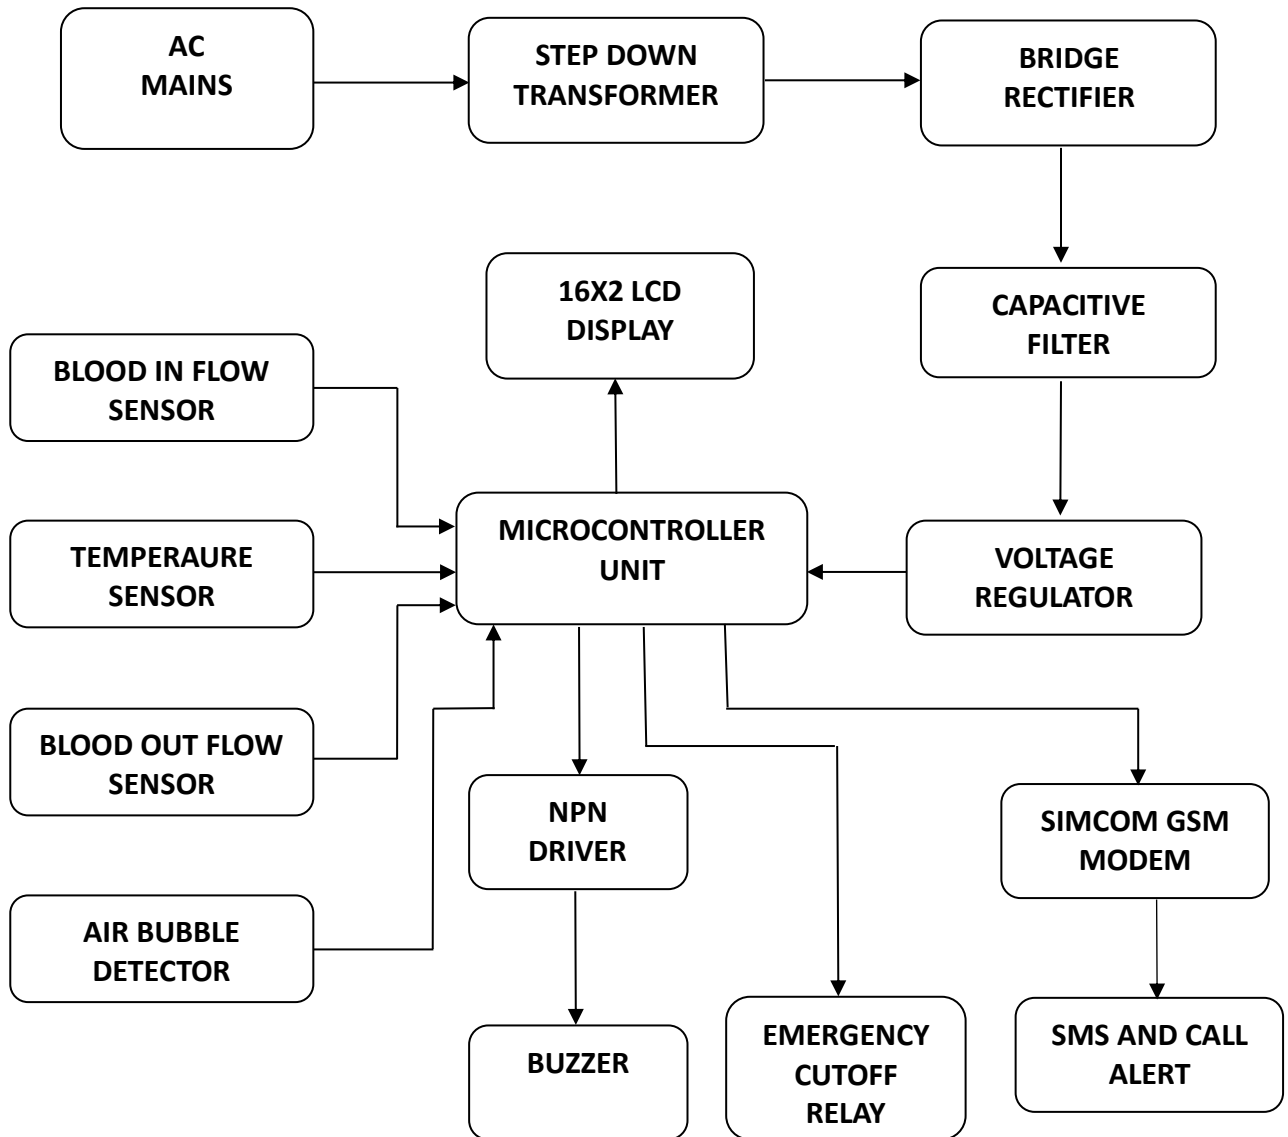 AC
MAINS
STEP DOWN
TRANSFORMER
BRIDGE
RECTIFIER
16X2 LCD
DISPLAY
CAPACITIVE
FILTER
BLOOD IN FLOW
SENSOR
MICROCONTROLLER
UNIT
TEMPERAURE
SENSOR
VOLTAGE
REGULATOR
BLOOD OUT FLOW
SENSOR
NPN
DRIVER
SIMCOM GSM
MODEM
AIR BUBBLE
DETECTOR
BUZZER
EMERGENCY
CUTOFF
RELAY
SMS AND CALL
ALERT